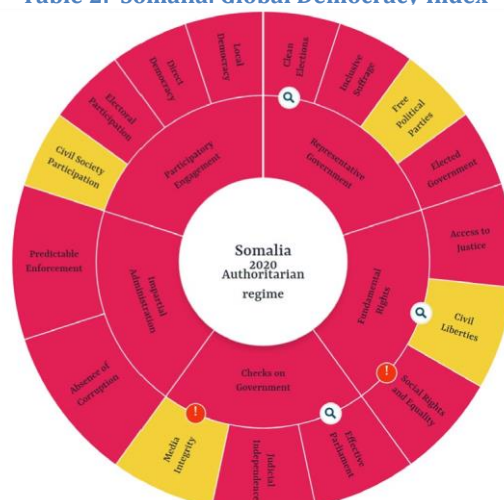 Table 2: Somalia: Global Democracy Index
Clean
Elections
Inclusive
Suffrage
Free
Political
Parties
Elected
Government
Access to
Justice
Civil
Liberties
Social Rights
and Equality
Effective
Parliament
Judicial
Independence
Media
Integrity
Absence of
Corruption
Predictable
Enforcement
Civil Society
Participation
Electoral
Participation
Direct
Democracy
Local
Democracy
Representative
Government
Fundamental
Rights
Checks on
Government
Impartial
Administration
Participatory
Engagement
Somalia
2020
Authoritarian
regime
!
!